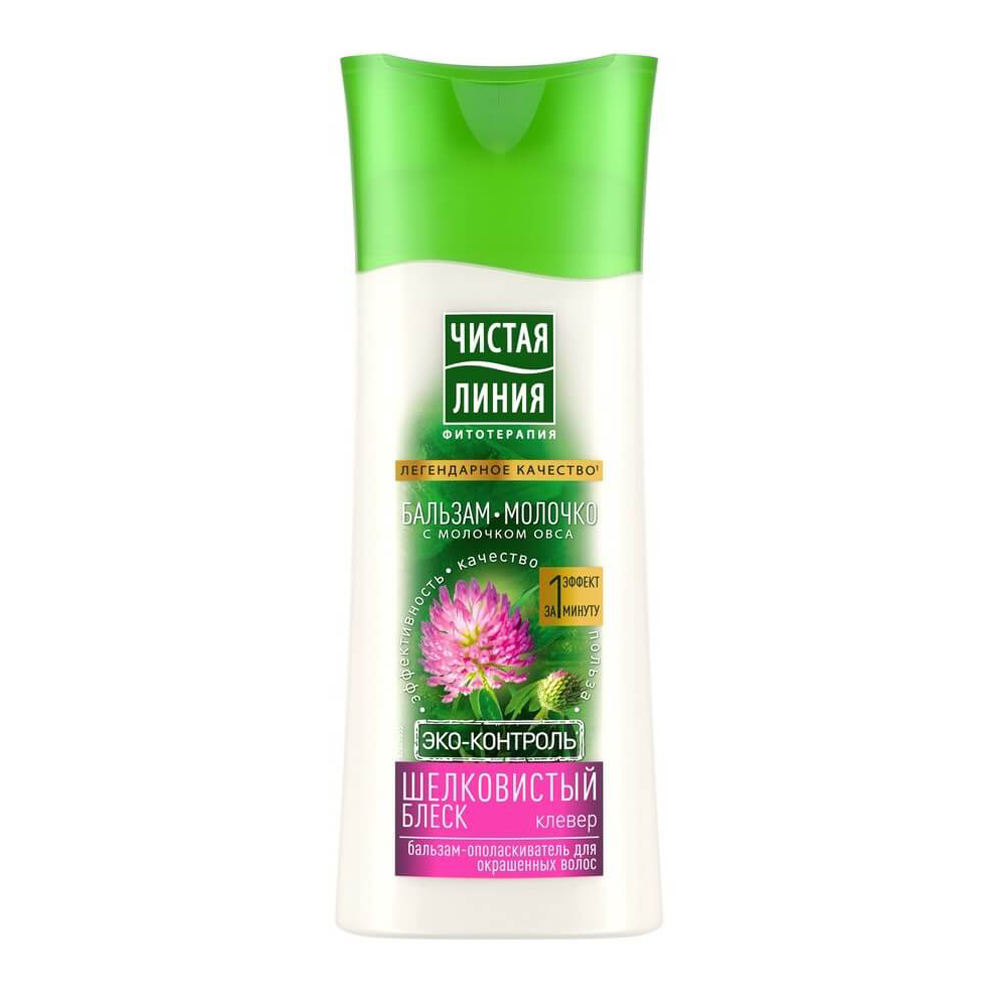 ЧИСТАЯ
ЛИНИЯ
ФИТОТЕРАПИЯ
ЛЕГЕНДАРНОЕ КАЧЕСТВО¹
БАЛЬЗАМ • МОЛОЧКО
С МОЛОЧКОМ ОВСА
• эффективность • качество
польза •
1 ЭФФЕКТ
ЗА МИНУТУ
ЭКО-КОНТРОЛЬ
ШЕЛКОВИСТЫЙ
БЛЕСК клевер
бальзам-ополаскиватель для
окрашенных волос